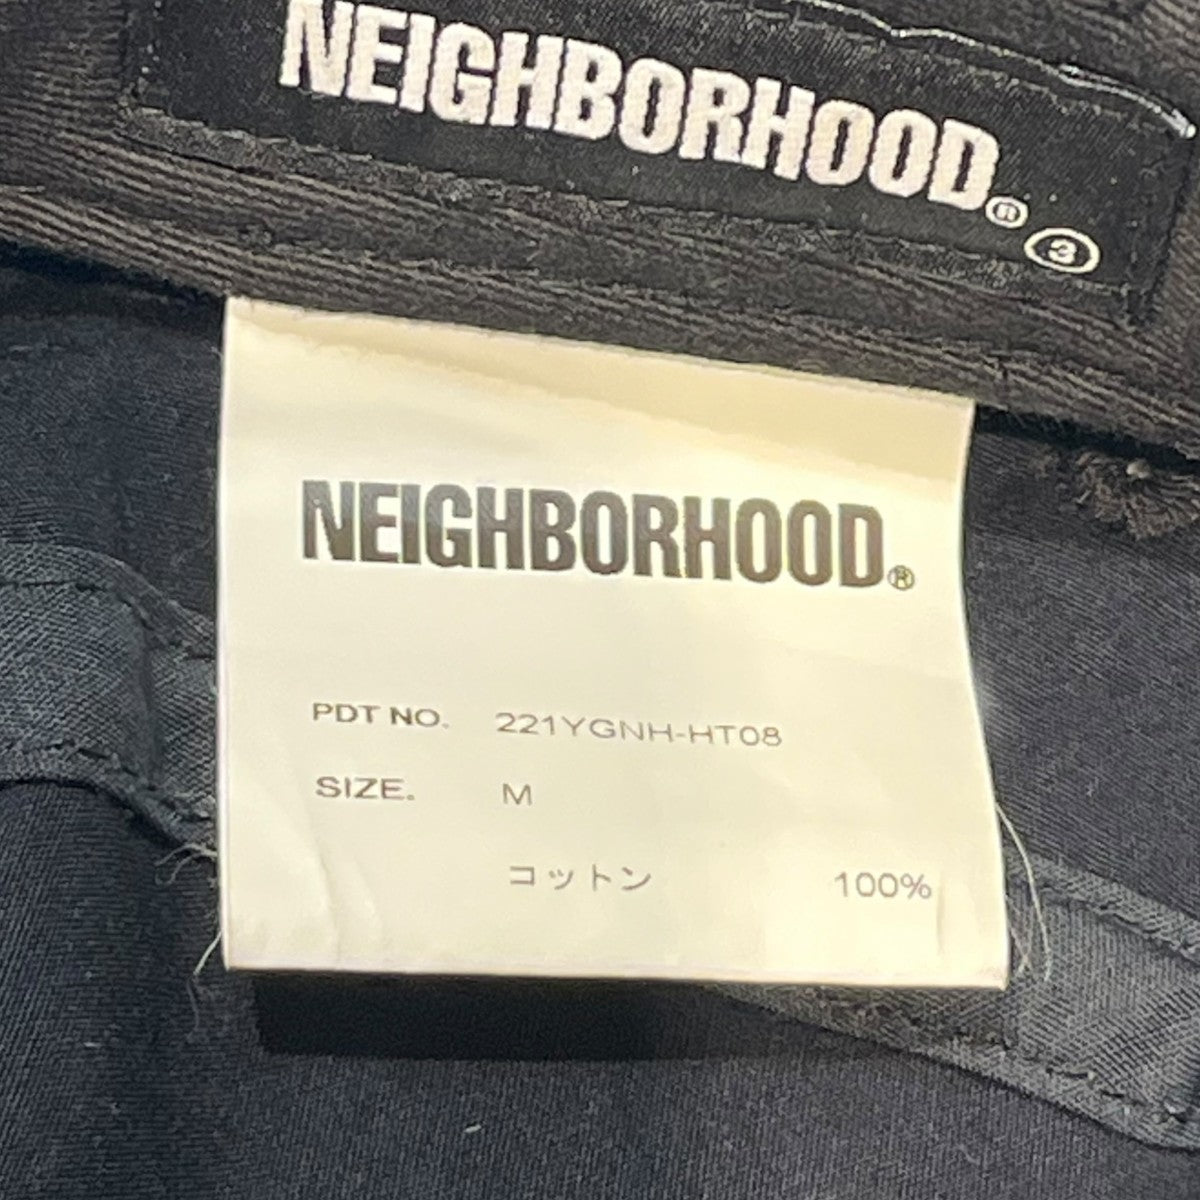 NEIGHBORHOOD®
3
NEIGHBORHOOD®
PDT NO. 221YGNH-HT08
SIZE. M
コットン 100%